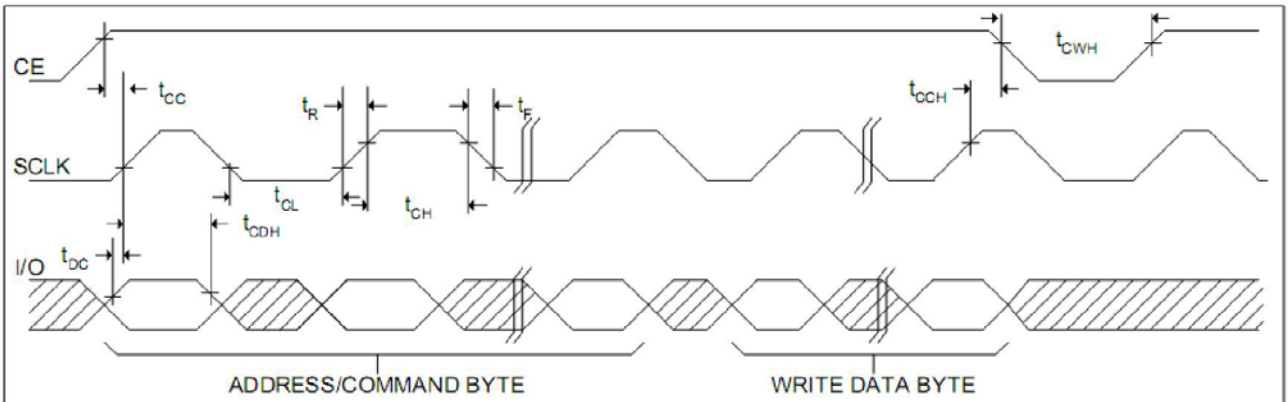 CE
tCC
tR
tF
tCCH
tCWH
SCLK
tCL
tCH
tCDH
tDC
I/O
ADDRESS/COMMAND BYTE
WRITE DATA BYTE